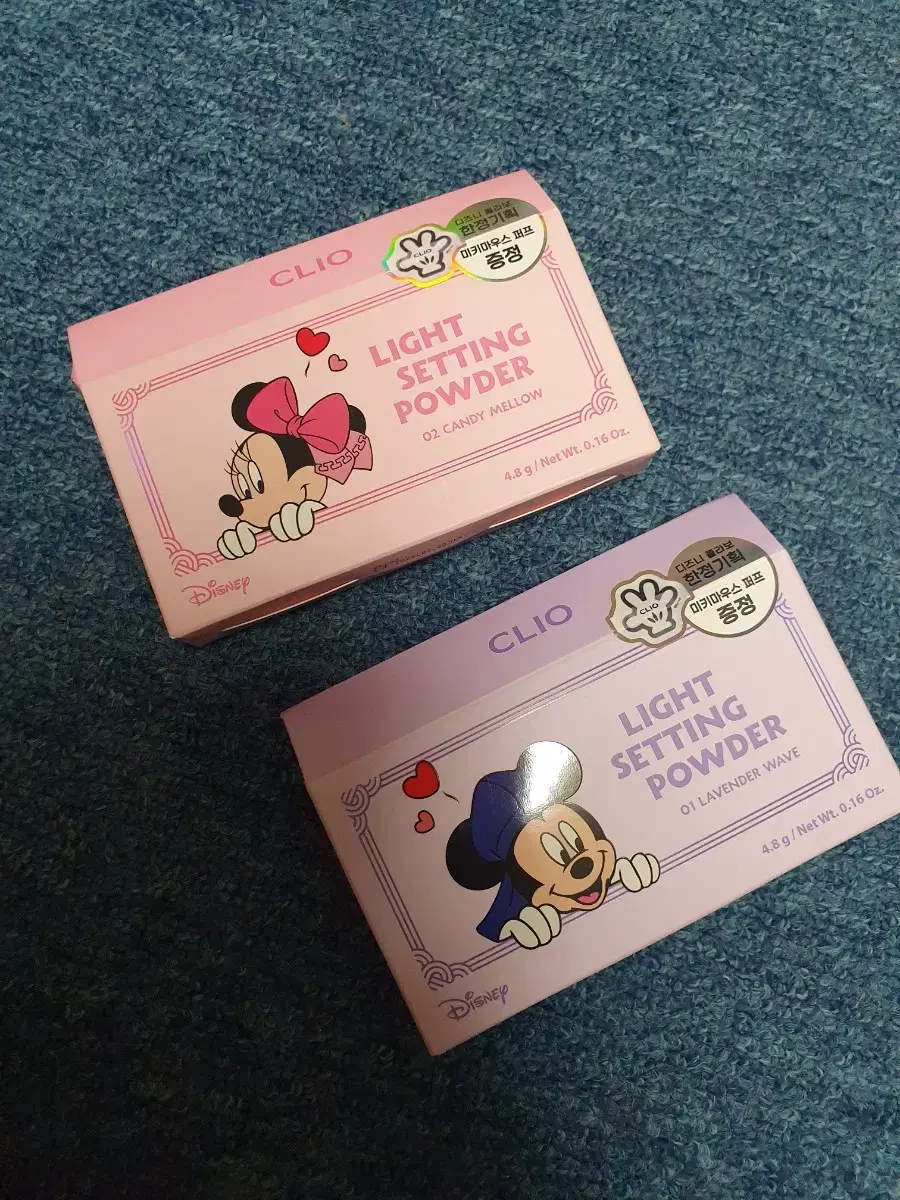 CLIO
CLIO
디즈니 콜라보
한정기획
미키마우스 퍼프
증정
LIGHT
SETTING
POWDER
02 CANDY MELLOW
4.8 g / Net Wt. 0.16 Oz.
Disney
CLIO
CLIO
디즈니 콜라보
한정기획
미키마우스 퍼프
증정
LIGHT
SETTING
POWDER
01 LAVENDER WAVE
4.8 g / Net Wt. 0.16 Oz.
Disney